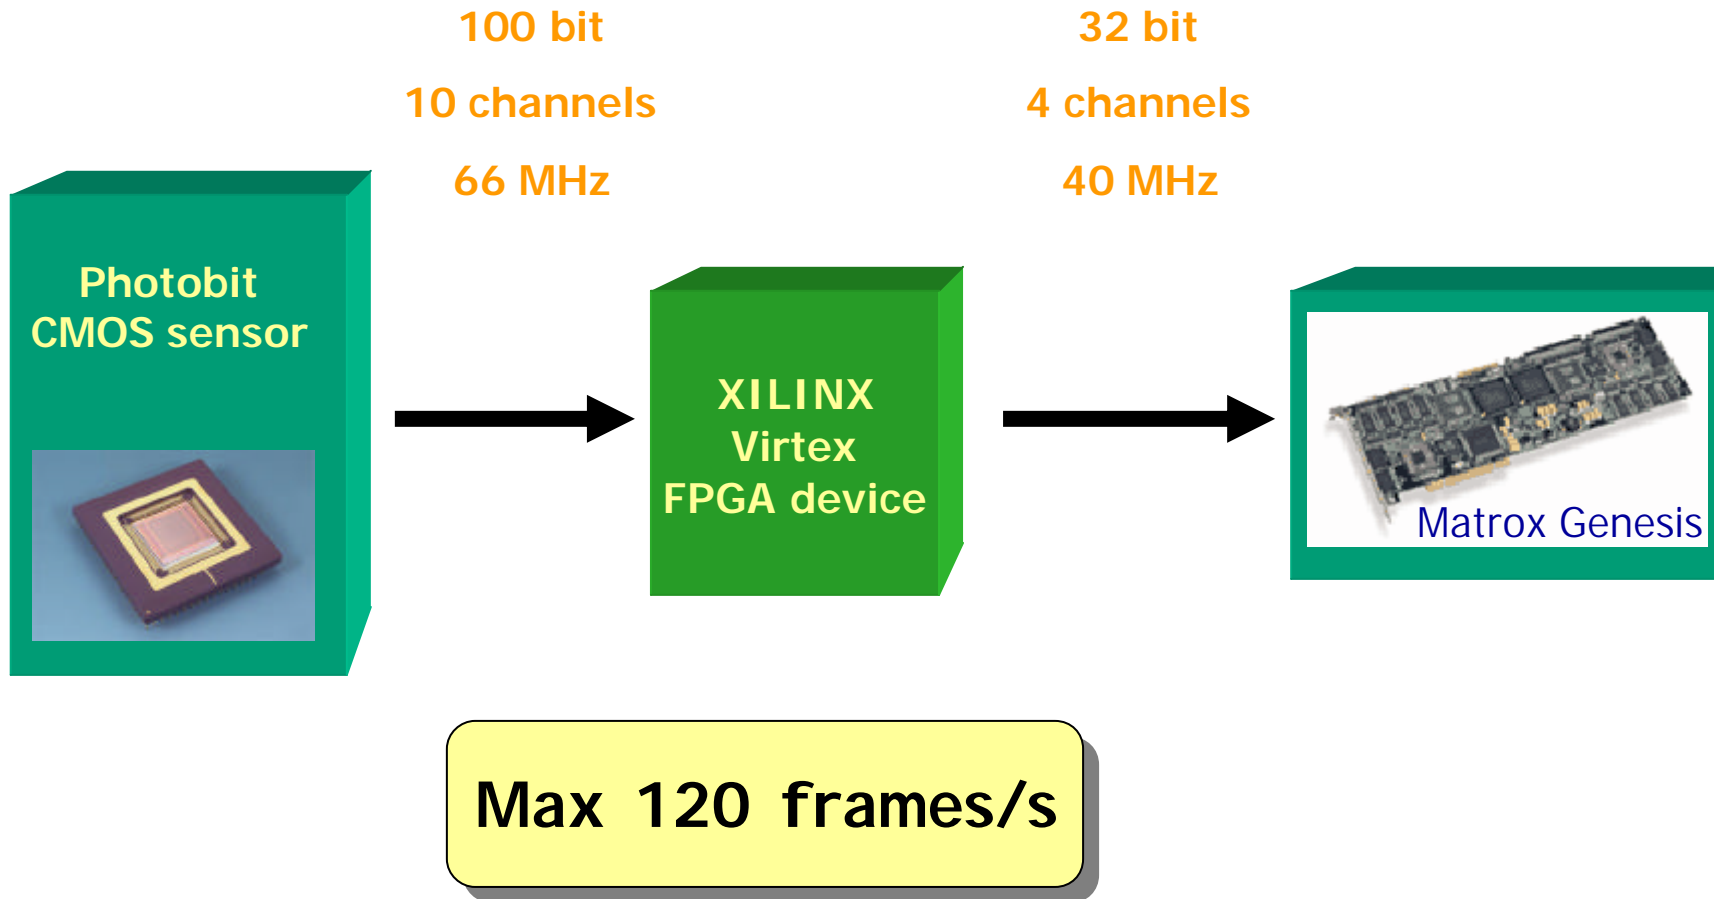 100 bit
10 channels
66 MHz
32 bit
4 channels
40 MHz
Photobit
CMOS sensor
XILINX
Virtex
FPGA device
Matrox Genesis
Max 120 frames/s